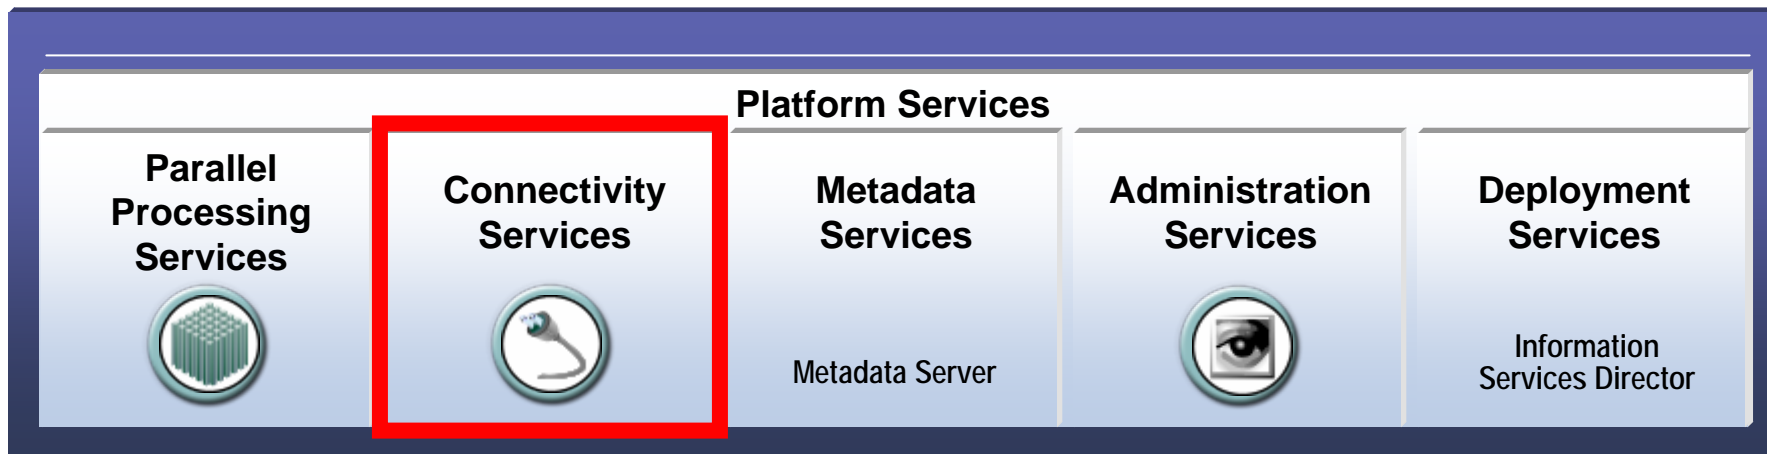 Platform Services
Parallel
Processing
Services
Connectivity
Services
Metadata
Services
Metadata Server
Administration
Services
Deployment
Services
Information
Services Director